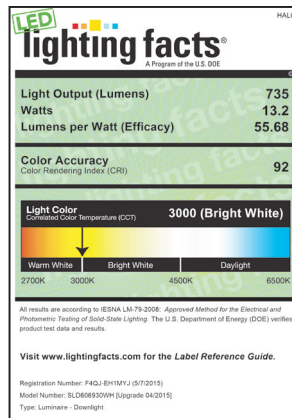 LED
HALO
lighting facts®
A Program of the U.S. DOE
Light Output (Lumens) 735
Watts 13.2
Lumens per Watt (Efficacy) 55.68
Color Accuracy
Color Rendering Index (CRI) 92
Light Color
Correlated Color Temperature (CCT) 3000 (Bright White)
Warm White Bright White Daylight
2700K 3000K 4500K 6500K
All results are according to IESNA LM-79-2008: Approved Method for the Electrical and
Photometric Testing of Solid-State Lighting. The U.S. Department of Energy (DOE) verifies
product test data and results.
Visit www.lightingfacts.com for the Label Reference Guide.
Registration Number: F4QJ-EH1MYJ (5/7/2015)
Model Number: SLD606930WH [Upgrade 04/2015]
Type: Luminaire - Downlight